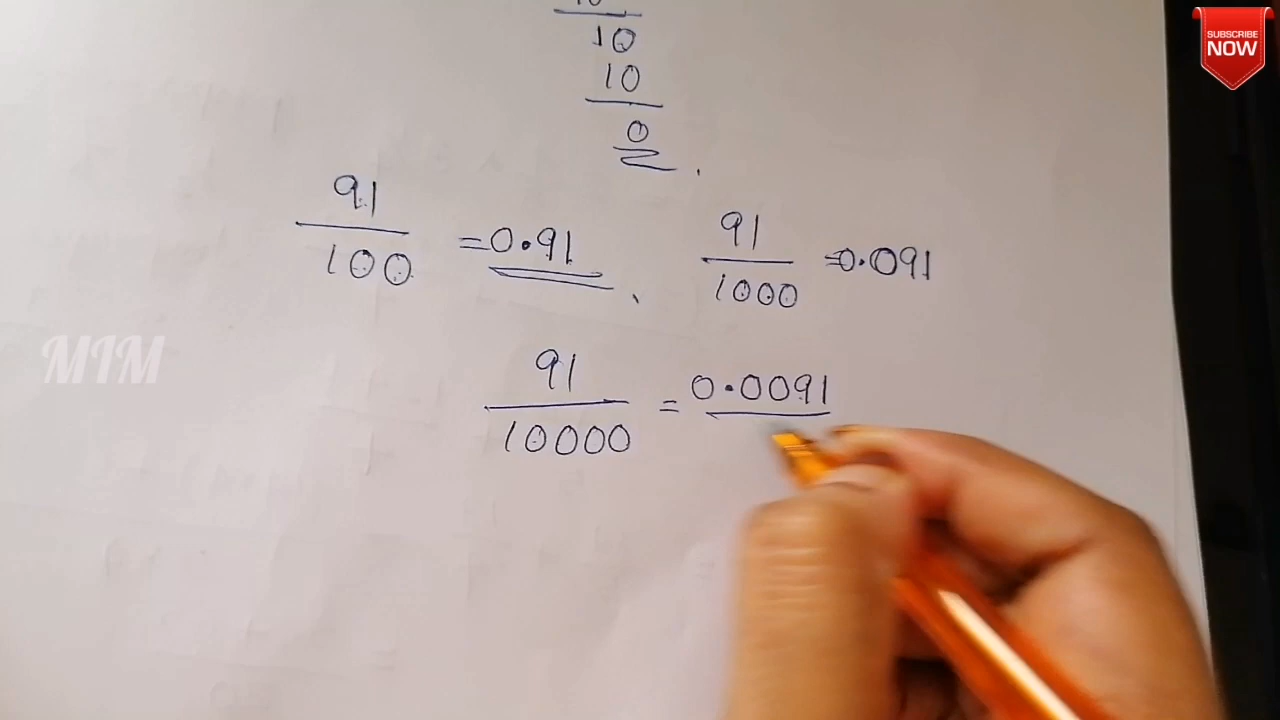 SUBSCRIBE
NOW
10
10
0
91/100 = 0.91
91/1000 = 0.091
MIM
91/10000 = 0.0091